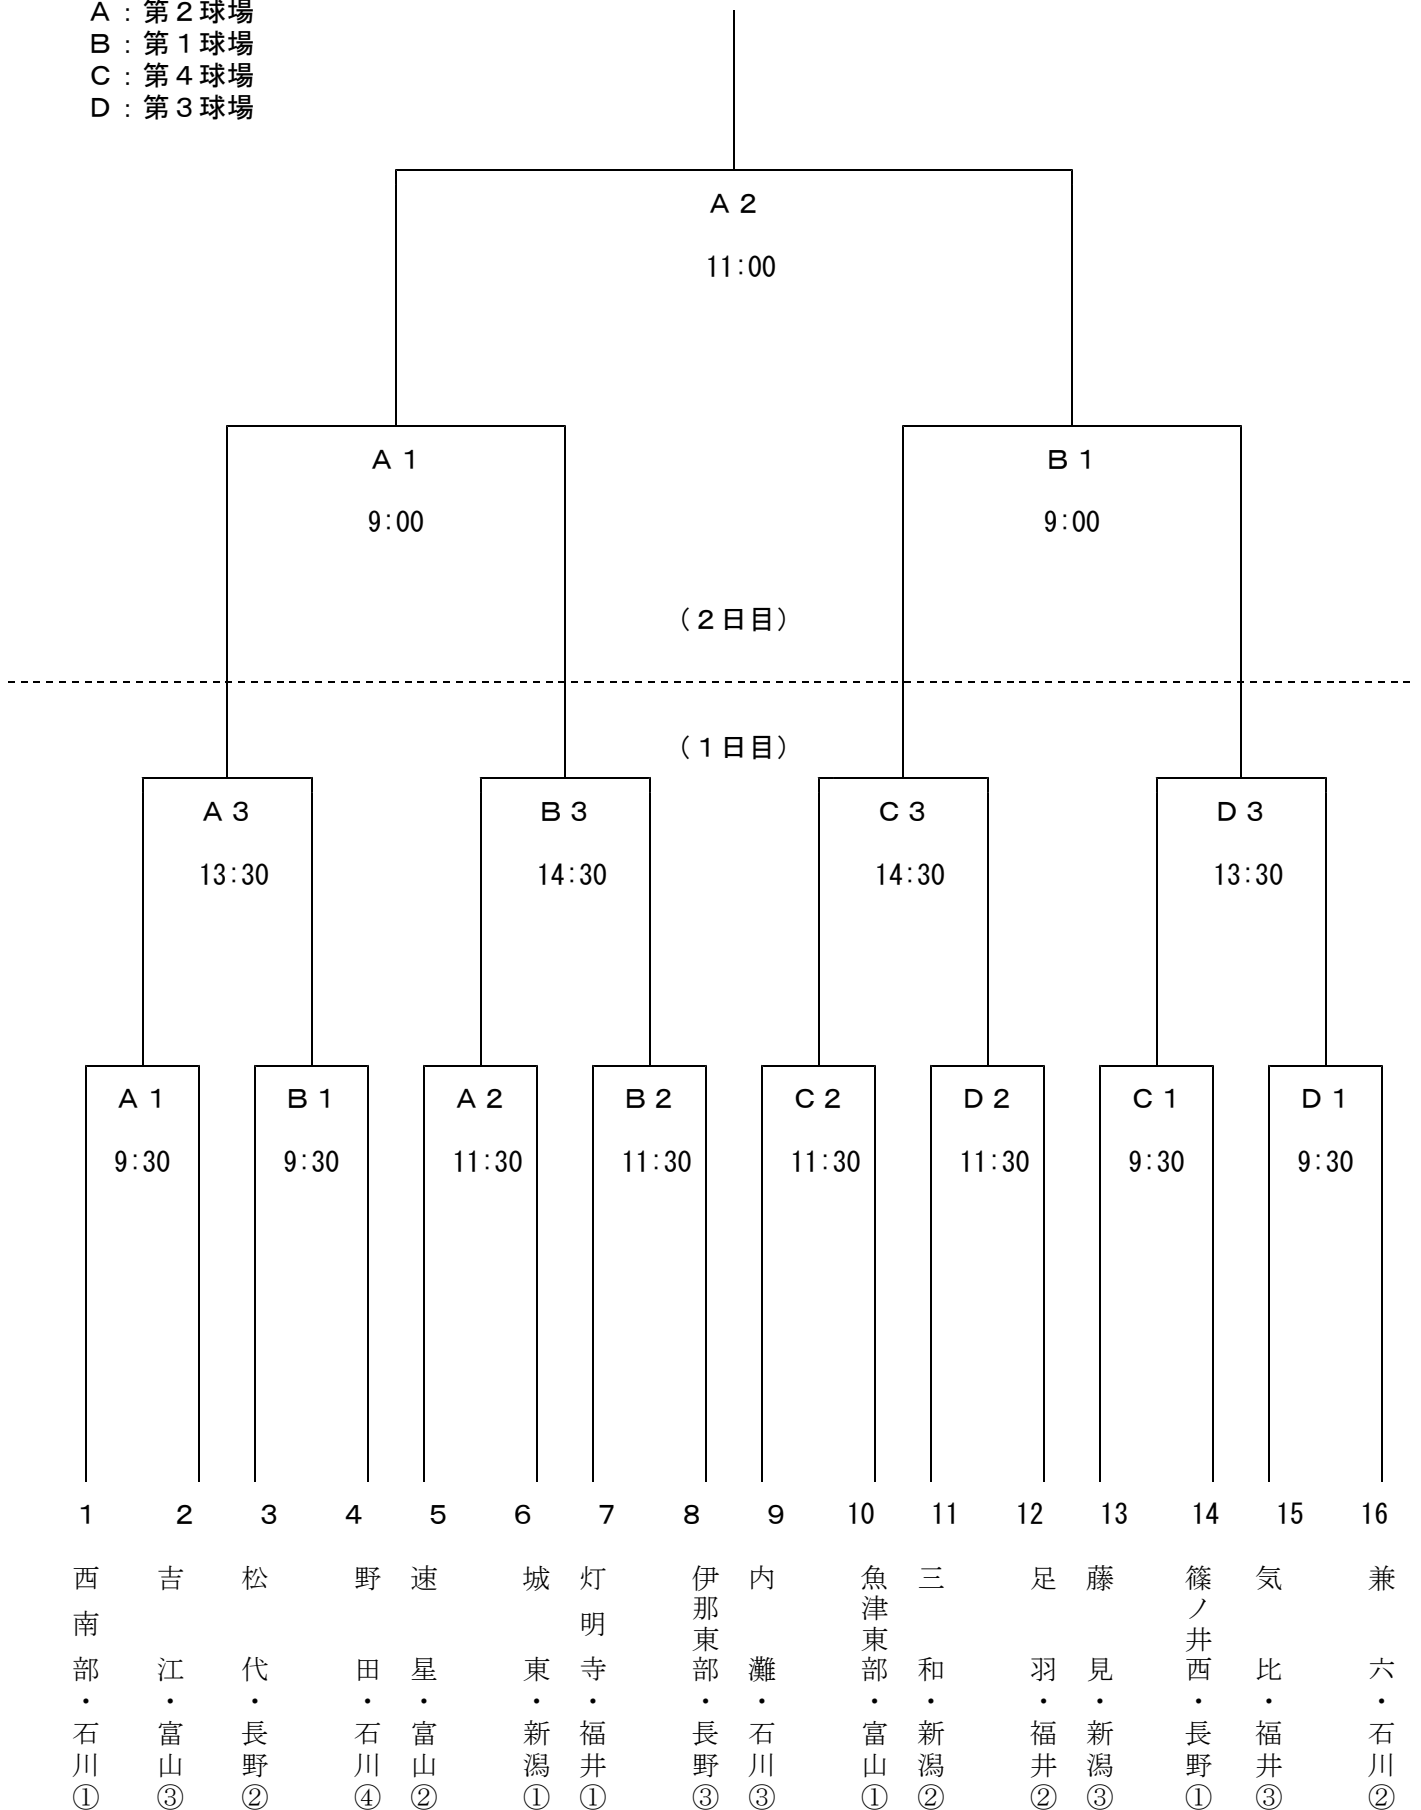 Ａ：第２球場
Ｂ：第１球場
Ｃ：第４球場
Ｄ：第３球場
Ａ２
11:00
Ａ１
Ｂ１
9:00
9:00
（２日目）
（１日目）
Ａ３
Ｂ３
Ｃ３
Ｄ３
13:30
14:30
14:30
13:30
Ａ１
Ｂ１
Ａ２
Ｂ２
Ｃ２
Ｄ２
Ｃ１
Ｄ１
9:30
9:30
11:30
11:30
11:30
11:30
9:30
9:30
１
２
３
４
５
６
７
８
９
10
11
12
13
14
15
16
西南部・石川①
吉江・富山③
松代・長野②
野田・石川④
速星・富山②
城東・新潟①
灯明寺・福井①
伊那東部・長野③
内灘・石川③
魚津東部・富山①
三和・新潟②
足羽・福井②
藤見・新潟③
篠ノ井西・長野①
気比・福井③
兼六・石川②